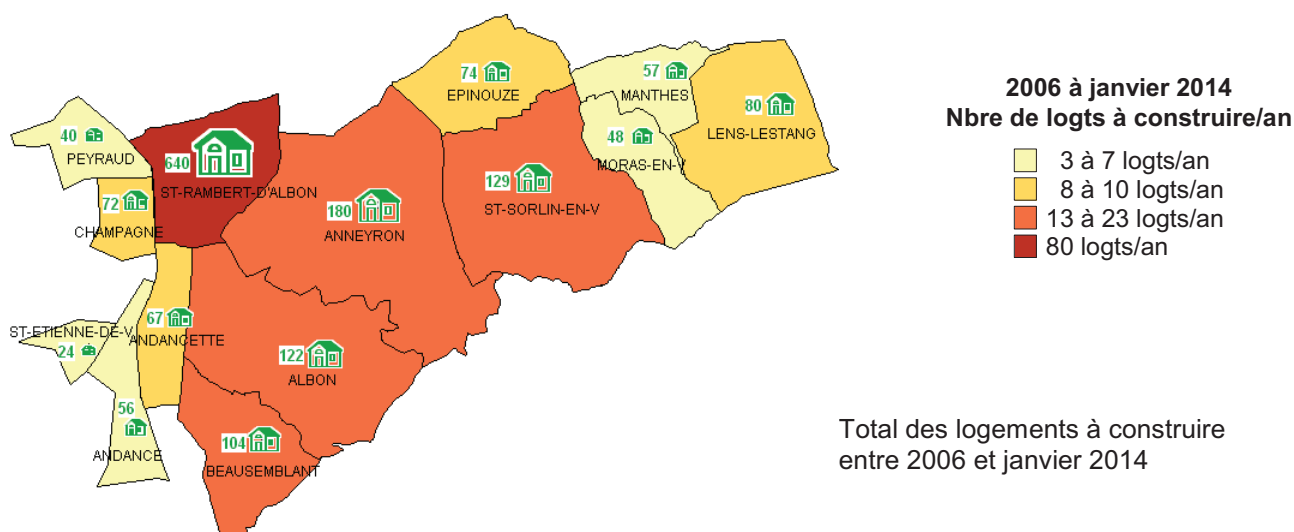 74
EPINOUZE
57
MANTHES
80
LENS-LESTANG
48
MORAS-EN-V
40
PEYRAUD
640
ST-RAMBERT-D'ALBON
129
ST-SORLIN-EN-V
72
CHAMPAGNE
180
ANNEYRON
67
ANDANCETTE
ST-ETIENNE-DE-V
24
122
ALBON
56
ANDANCE
104
BEAUSEMBLANT
2006 à janvier 2014
Nbre de logts à construire/an
3 à 7 logts/an
8 à 10 logts/an
13 à 23 logts/an
80 logts/an
Total des logements à construire
entre 2006 et janvier 2014